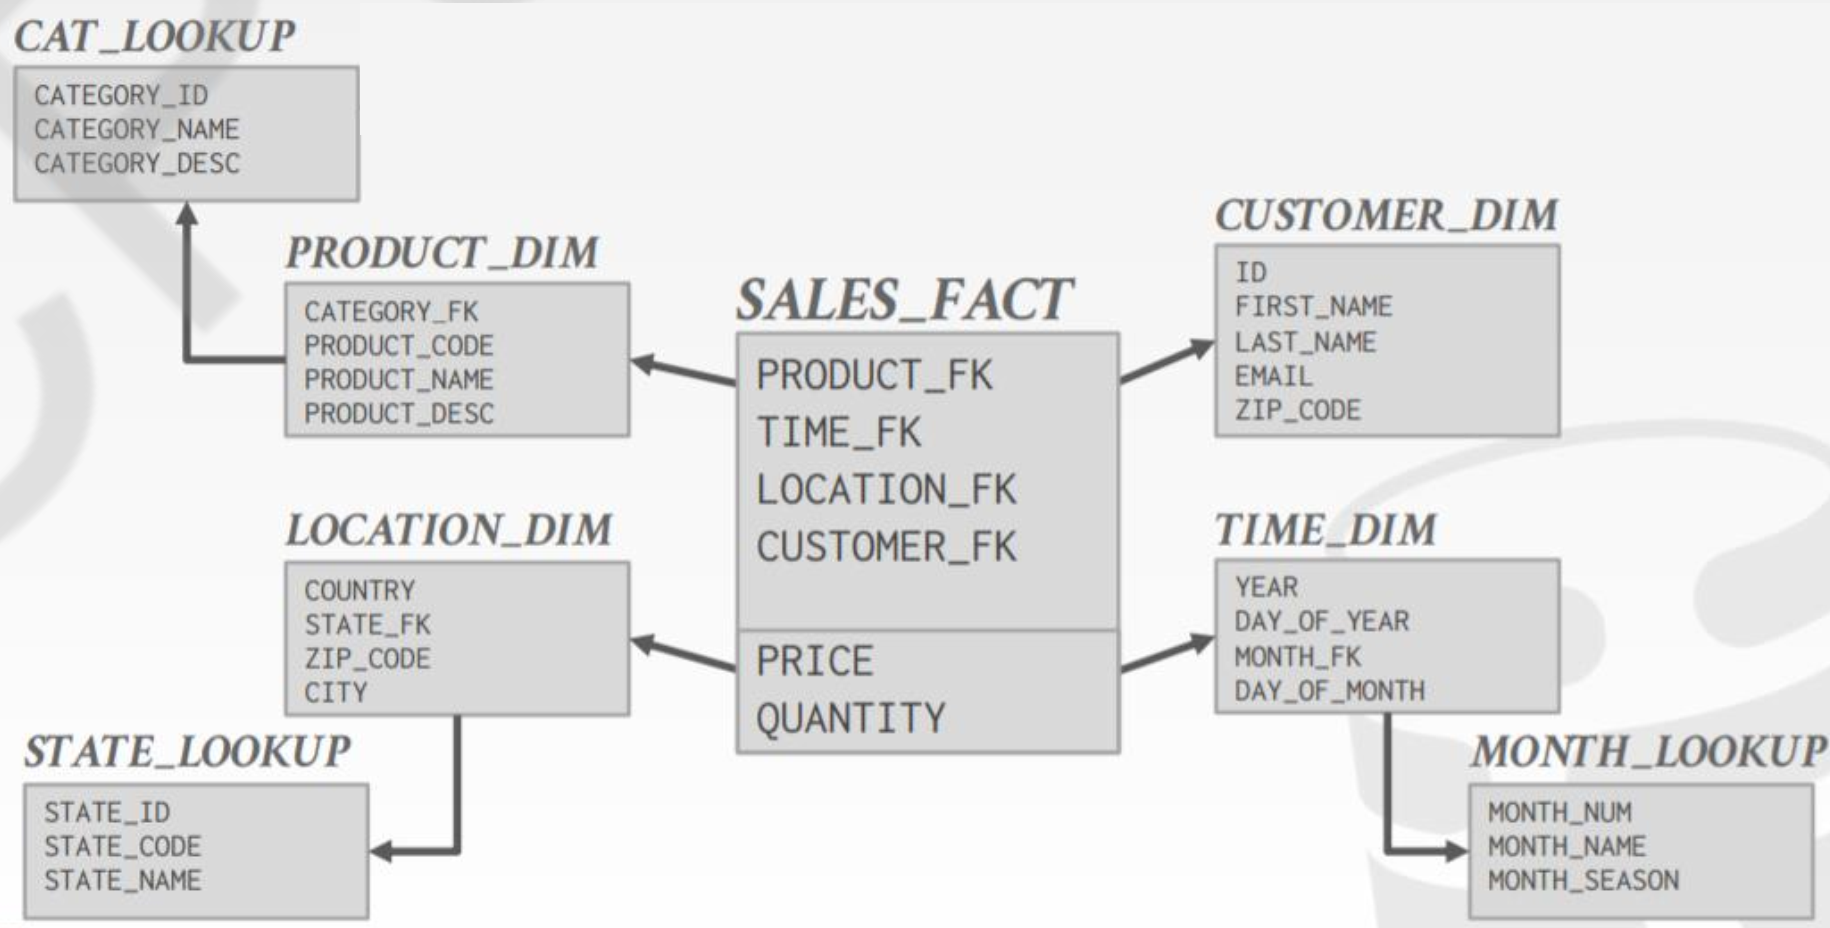 CAT_LOOKUP
CATEGORY_ID
CATEGORY_NAME
CATEGORY_DESC
PRODUCT_DIM
CATEGORY_FK
PRODUCT_CODE
PRODUCT_NAME
PRODUCT_DESC
SALES_FACT
PRODUCT_FK
TIME_FK
LOCATION_FK
CUSTOMER_FK
PRICE
QUANTITY
CUSTOMER_DIM
ID
FIRST_NAME
LAST_NAME
EMAIL
ZIP_CODE
LOCATION_DIM
COUNTRY
STATE_FK
ZIP_CODE
CITY
TIME_DIM
YEAR
DAY_OF_YEAR
MONTH_FK
DAY_OF_MONTH
STATE_LOOKUP
STATE_ID
STATE_CODE
STATE_NAME
MONTH_LOOKUP
MONTH_NUM
MONTH_NAME
MONTH_SEASON